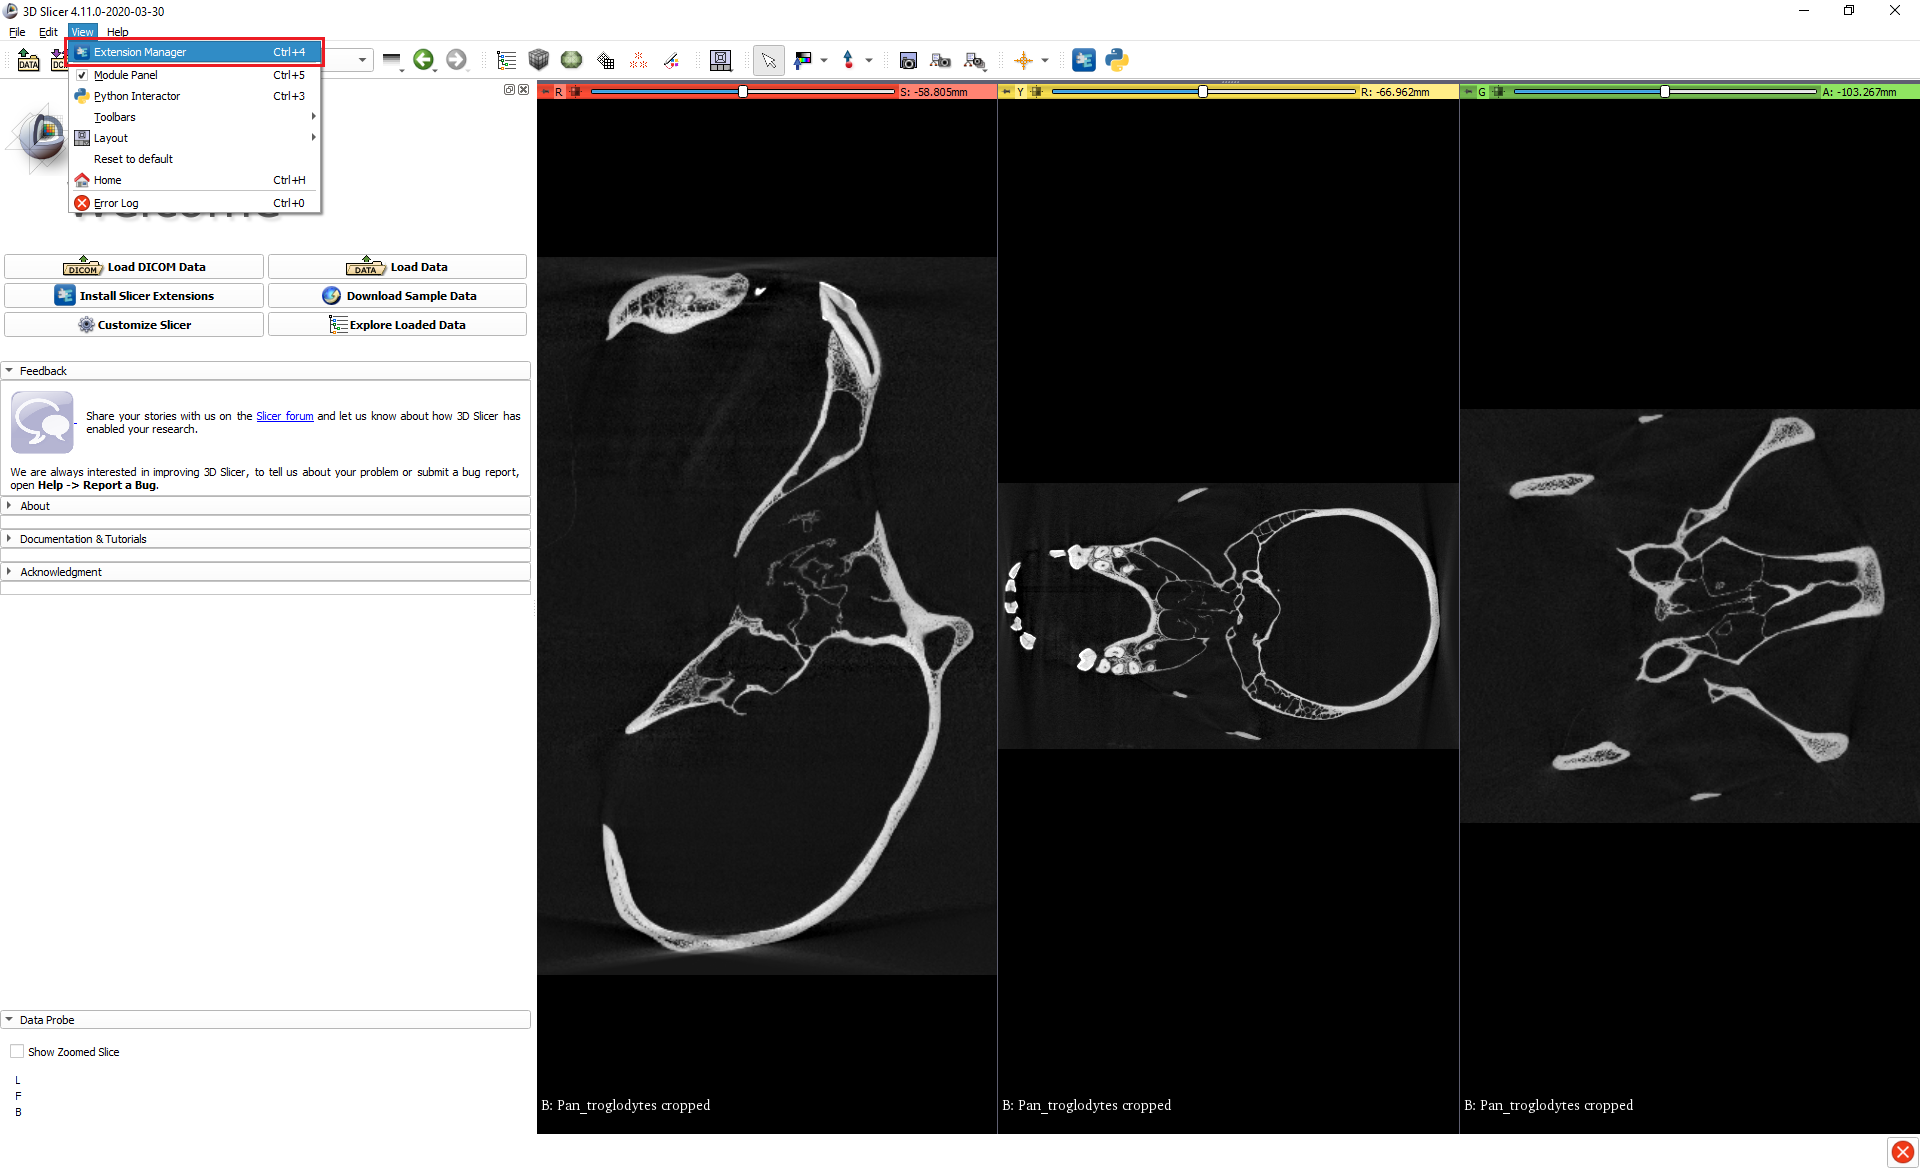 3D Slicer 4.11.0-2020-03-30
File Edit View Help
DATA
Extension Manager Ctrl+4
Module Panel Ctrl+5
Python Interactor Ctrl+3
Toolbars
Layout
Reset to default
Home Ctrl+H
Error Log Ctrl+0
Welcome
R S: -58.805mm
Y R: -66.962mm
G A: -103.267mm
DICOM Load DICOM Data
DATA Load Data
Install Slicer Extensions
Download Sample Data
Customize Slicer
Explore Loaded Data
Feedback
Share your stories with us on the Slicer forum and let us know about how 3D Slicer has
enabled your research.
We are always interested in improving 3D Slicer, to tell us about your problem or submit a bug report,
open Help -> Report a Bug.
About
Documentation & Tutorials
Acknowledgment
Data Probe
Show Zoomed Slice
L
F
B
B: Pan_troglodytes cropped
B: Pan_troglodytes cropped
B: Pan_troglodytes cropped